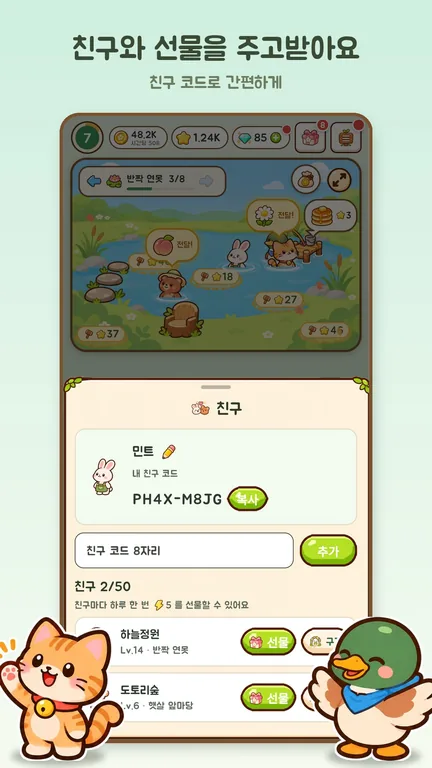 친구와 선물을 주고받아요
친구 코드로 간편하게
7
48.2K
1.24K
85
8
반짝 연못 3/8
전달!
3
전달!
18
27
37
친구
민트
내 친구 코드
PH4X-M8JG
복사
친구 코드 8자리
추가
친구 2/50
친구마다 하루 한 번 ⚡5 를 선물할 수 있어요
하늘정원
선물
Lv.14 · 반짝 연못
도토리숲
선물
Lv.6 · 햇살 앞마당